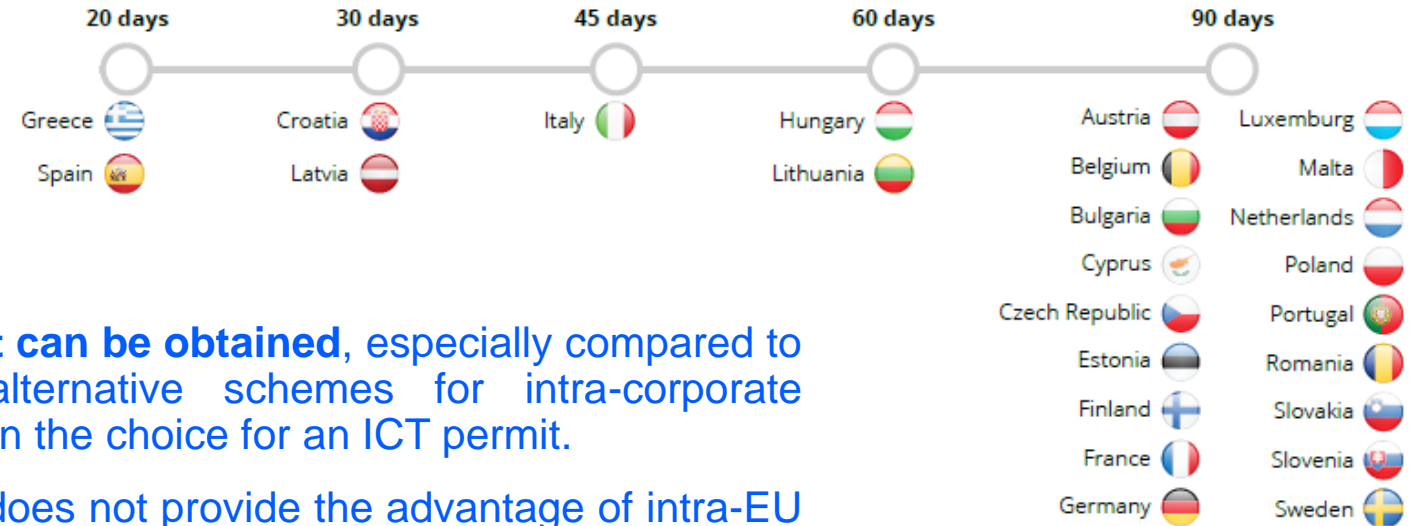 20 days 30 days 45 days 60 days 90 days
Greece Croatia Italy Hungary Austria Luxemburg
Spain Latvia Lithuania Belgium Malta
Bulgaria Netherlands
Cyprus Poland
Czech Republic Portugal
Estonia Romania
Finland Slovakia
France Slovenia
Germany Sweden
can be obtained, especially compared to
alternative schemes for intra-corporate
n the choice for an ICT permit.
does not provide the advantage of intra-EU